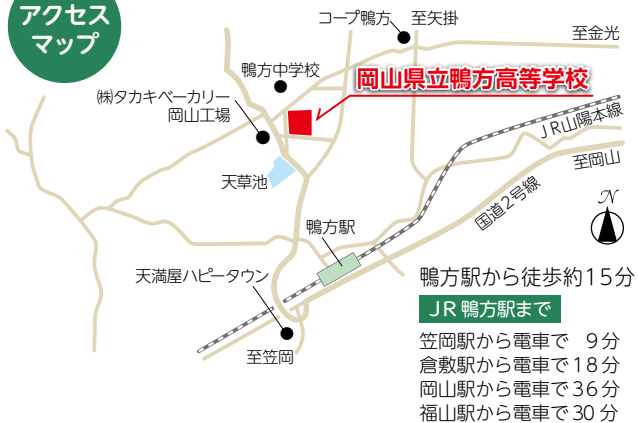 アクセス
マップ
コープ鴨方
至矢掛
至金光
鴨方中学校
岡山県立鴨方高等学校
㈱タカキベーカリー
岡山工場
JR山陽本線
至岡山
天草池
国道2号線
N
鴨方駅
天満屋ハピータウン
至笠岡
鴨方駅から徒歩約15分
JR鴨方駅まで
笠岡駅から電車で 9分
倉敷駅から電車で18分
岡山駅から電車で36分
福山駅から電車で30分